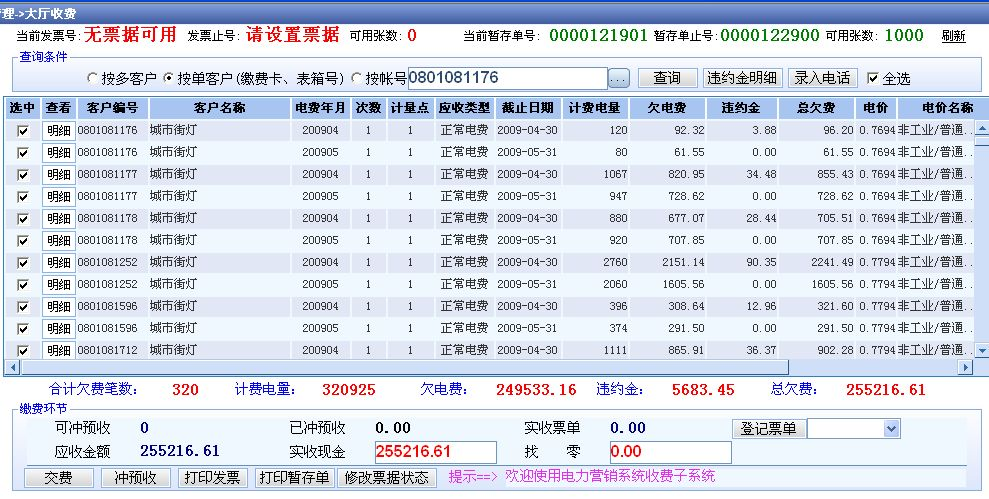 管理->大厅收费
当前发票号: 无票据可用 发票止号: 请设置票据 可用张数: 0 当前暂存单号: 0000121901 暂存单止号:0000122900 可用张数: 1000 刷新
查询条件
按多客户 按单客户(缴费卡、表箱号) 按帐号 0801081176 ... 查询 违约金明细 录入电话 全选
选中 查看 客户编号 客户名称 电费年月 次数 计量点 应收类型 截止日期 计费电量 欠电费 违约金 总欠费 电价 电价名称
明细 0801081176 城市街灯 200904 1 1 正常电费 2009-04-30 120 92.32 3.88 96.20 0.7694 非工业/普通..
明细 0801081176 城市街灯 200905 1 1 正常电费 2009-05-31 80 61.55 0.00 61.55 0.7694 非工业/普通..
明细 0801081177 城市街灯 200904 1 1 正常电费 2009-04-30 1067 820.95 34.48 855.43 0.7694 非工业/普通..
明细 0801081177 城市街灯 200905 1 1 正常电费 2009-05-31 947 728.62 0.00 728.62 0.7694 非工业/普通..
明细 0801081178 城市街灯 200904 1 1 正常电费 2009-04-30 880 677.07 28.44 705.51 0.7694 非工业/普通..
明细 0801081178 城市街灯 200905 1 1 正常电费 2009-05-31 920 707.85 0.00 707.85 0.7694 非工业/普通..
明细 0801081252 城市街灯 200904 1 1 正常电费 2009-04-30 2760 2151.14 90.35 2241.49 0.7794 非工业/普通..
明细 0801081252 城市街灯 200905 1 1 正常电费 2009-05-31 2060 1605.56 0.00 1605.56 0.7794 非工业/普通..
明细 0801081596 城市街灯 200904 1 1 正常电费 2009-04-30 396 308.64 12.96 321.60 0.7794 非工业/普通..
明细 0801081596 城市街灯 200905 1 1 正常电费 2009-05-31 374 291.50 0.00 291.50 0.7794 非工业/普通..
明细 0801081712 城市街灯 200904 1 1 正常电费 2009-04-30 1111 865.91 36.37 902.28 0.7794 非工业/普通..
合计欠费笔数: 320 计费电量: 320925 欠电费: 249533.16 违约金: 5683.45 总欠费: 255216.61
缴费环节
可冲预收 0 已冲预收 0.00 实收票单 0.00 登记票单
应收金额 255216.61 实收现金 255216.61 找 零 0.00
交费 冲预收 打印发票 打印暂存单 修改票据状态 提示==> 欢迎使用电力营销系统收费子系统